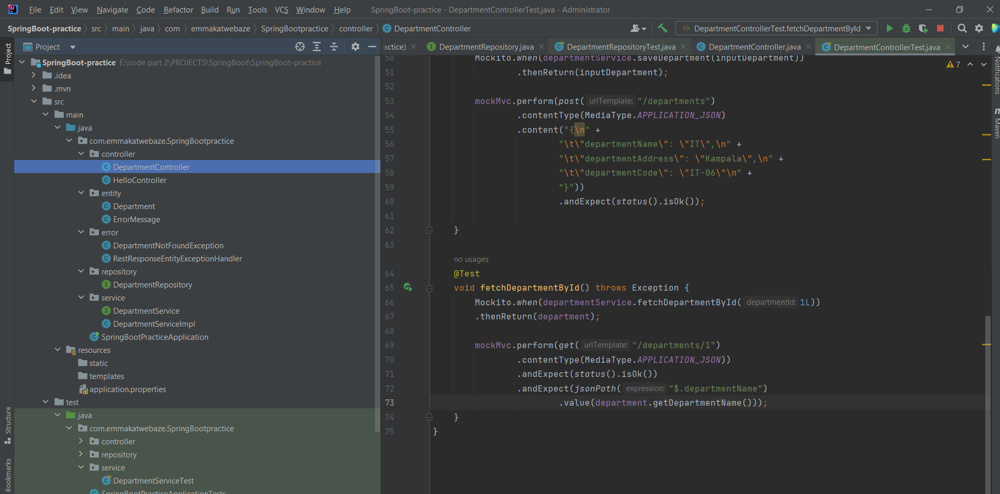 File Edit View Navigate Code Refactor Build Run Tools VCS Window Help SpringBoot-practice - DepartmentControllerTest.java - Administrator
SpringBoot-practice src main java com emmakatwebaze SpringBootpractice controller DepartmentController DepartmentControllerTest.fetchDepartmentById
Project
Project
DepartmentRepository.java DepartmentRepositoryTest.java DepartmentController.java DepartmentControllerTest.java
actice)
SpringBoot-practice E:\code part 2\PROJECTS\SpringBoot\SpringBoot-practice
.idea
.mvn
src
main
java
com.emmakatwebaze.SpringBootpractice
controller
DepartmentController
HelloController
entity
Department
ErrorMessage
error
DepartmentNotFoundException
RestResponseEntityExceptionHandler
repository
DepartmentRepository
service
DepartmentService
DepartmentServiceImpl
SpringBootPracticeApplication
resources
static
templates
application.properties
test
java
com.emmakatwebaze.SpringBootpractice
controller
repository
service
DepartmentServiceTest
SpringBootPracticeApplicationTests
Structure
Bookmarks
7
50 Mockito.when(departmentService.saveDepartment(inputDepartment))
51 .thenReturn(inputDepartment);
52
53 mockMvc.perform(post( urlTemplate: "/departments")
54 .contentType(MediaType.APPLICATION_JSON)
55 .content("{\n" +
56 "\t\"departmentName\": \"IT\",\n" +
57 "\t\"departmentAddress\": \"Kampala\",\n" +
58 "\t\"departmentCode\": \"IT-06\"\n" +
59 "}"))
60 .andExpect(status().isOk());
61
62 }
63
no usages
64 @Test
65 void fetchDepartmentById() throws Exception {
66 Mockito.when(departmentService.fetchDepartmentById( departmentId: 1L))
67 .thenReturn(department);
68
69 mockMvc.perform(get( urlTemplate: "/departments/1")
70 .contentType(MediaType.APPLICATION_JSON))
71 .andExpect(status().isOk())
72 .andExpect(jsonPath( expression: "$.departmentName")
73 .value(department.getDepartmentName()));
74 }
75 }
Notifications
Maven